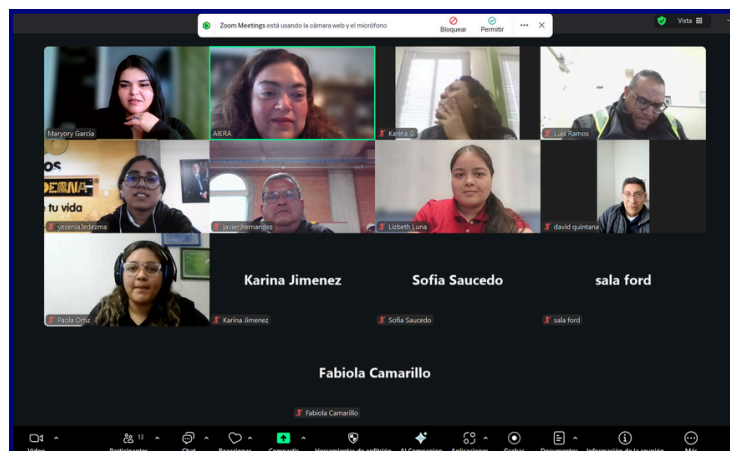 Zoom Meetings está usando la cámara web y el micrófono
Bloquear
Permitir
Vista
Maryory Garcia
AIERA
Karina G.
Luis Ramos
OS
DERNA
tu vida
yesenia.ledezma
javier.hernandez
Lizbeth Luna
david quintana
Paola Ortiz
Karina Jimenez
Karina Jimenez
Sofia Saucedo
Sofia Saucedo
sala ford
sala ford
Fabiola Camarillo
Fabiola Camarillo
13
Vídeo
Participantes
Chat
Reacciones
Compartir
Herramientas de anfitrión
AI Companion
Aplicaciones
Grabar
Documentos
Información de la reunión
Más